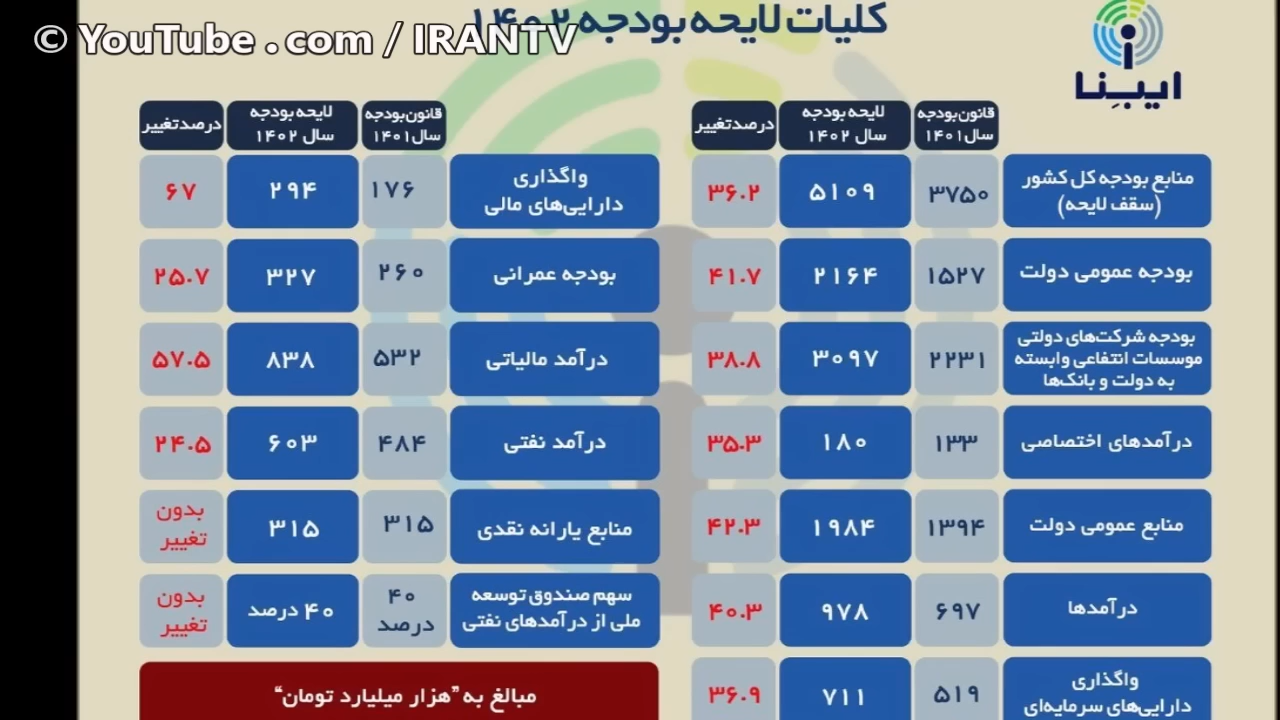 © YouTube . com / IRANTV
کلیات لایحه بودجه ۱۴۰۲
ایبِنا
قانون بودجه سال ۱۴۰۱ لایحه بودجه سال ۱۴۰۲ درصد تغییر
منابع بودجه کل کشور (سقف لایحه) ۳۷۵۰ ۵۱۰۹ ۳۶.۲
بودجه عمومی دولت ۱۵۲۷ ۲۱۶۴ ۴۱.۷
بودجه شرکت‌های دولتی موسسات انتفاعی وابسته به دولت و بانک‌ها ۲۲۳۱ ۳۰۹۷ ۳۸.۸
درآمدهای اختصاصی ۱۳۳ ۱۸۰ ۳۵.۳
منابع عمومی دولت ۱۳۹۴ ۱۹۸۴ ۴۲.۳
درآمدها ۶۹۷ ۹۷۸ ۴۰.۳
واگذاری دارایی‌های سرمایه‌ای ۵۱۹ ۷۱۱ ۳۶.۹
قانون بودجه سال ۱۴۰۱ لایحه بودجه سال ۱۴۰۲ درصد تغییر
واگذاری دارایی‌های مالی ۱۷۶ ۲۹۴ ۶۷
بودجه عمرانی ۲۶۰ ۳۲۷ ۲۵.۷
درآمد مالیاتی ۵۳۲ ۸۳۸ ۵۷.۵
درآمد نفتی ۴۸۴ ۶۰۳ ۲۴.۵
منابع یارانه نقدی ۳۱۵ ۳۱۵ بدون تغییر
سهم صندوق توسعه ملی از درآمدهای نفتی ۴۰ درصد ۴۰ درصد بدون تغییر
مبالغ به ”هزار میلیارد تومان“